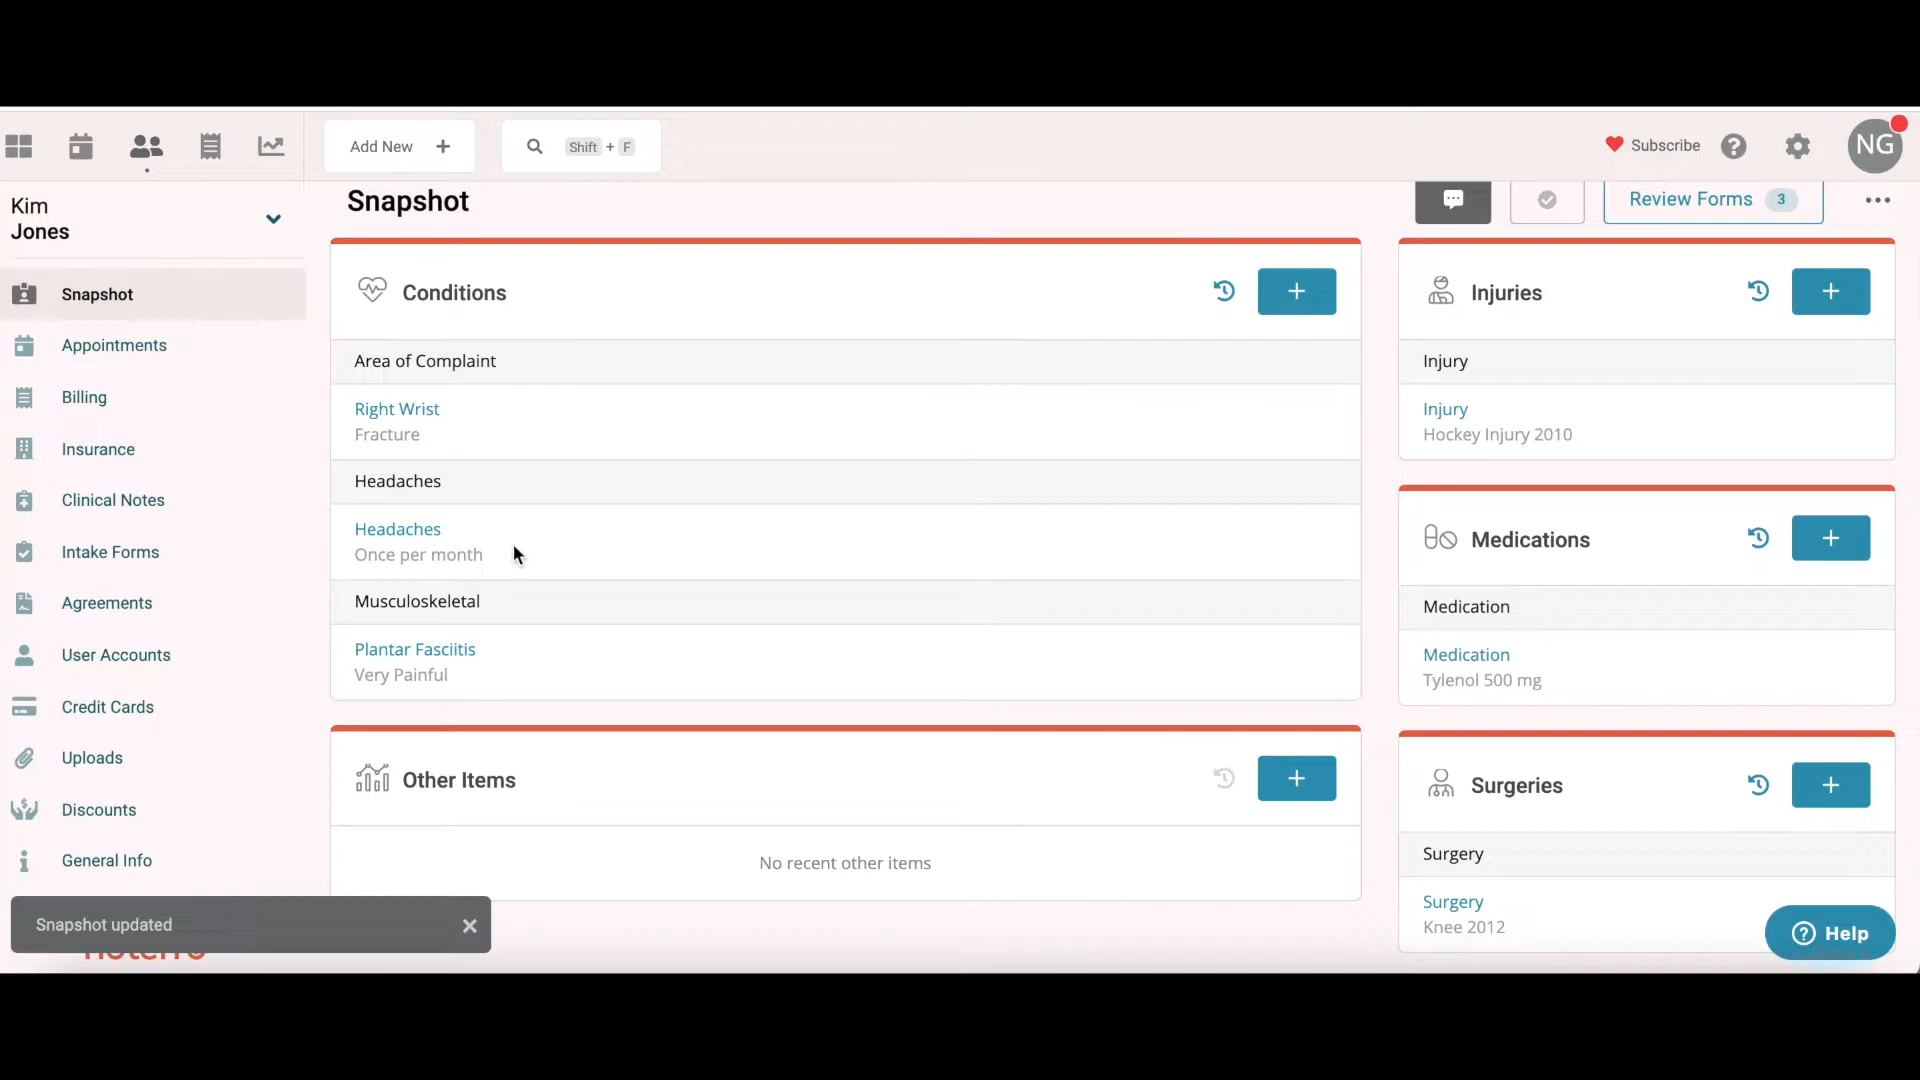 Add New +
Shift + F
Subscribe
NG
Kim
Jones
Snapshot
Appointments
Billing
Insurance
Clinical Notes
Intake Forms
Agreements
User Accounts
Credit Cards
Uploads
Discounts
General Info
Snapshot updated
Snapshot
Review Forms 3
Conditions
Area of Complaint
Right Wrist
Fracture
Headaches
Headaches
Once per month
Musculoskeletal
Plantar Fasciitis
Very Painful
Other Items
No recent other items
Injuries
Injury
Injury
Hockey Injury 2010
Medications
Medication
Medication
Tylenol 500 mg
Surgeries
Surgery
Surgery
Knee 2012
Help